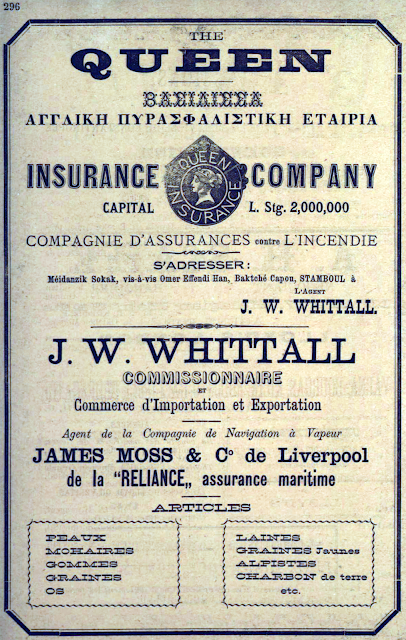 296
THE
QUEEN
ΒΑΣΙΛΙΣΣΑ
ΑΓΓΛΙΚΗ ΠΥΡΑΣΦΑΛΙΣΤΙΚΗ ΕΤΑΙΡΙΑ
INSURANCE COMPANY
QUEEN
INSURANCE
CAPITAL L. Stg. 2,000,000
COMPAGNIE D'ASSURANCES contre L'INCENDIE
S'ADRESSER:
Méidanzik Sokak, vis-à-vis Omer Effendi Han, Baktché Capou, STAMBOUL à
L'AGENT
J. W. WHITTALL.
J. W. WHITTALL
COMMISSIONNAIRE
ET
Commerce d'Importation et Exportation
Agent de la Compagnie de Navigation à Vapeur
JAMES MOSS & Co de Liverpool
de la "RELIANCE„ assurance maritime
ARTICLES
PEAUX
MOHAIRES
GOMMES
GRAINES
OS
LAINES
GRAINES Jaunes
ALPISTES
CHARBON de terre
etc.